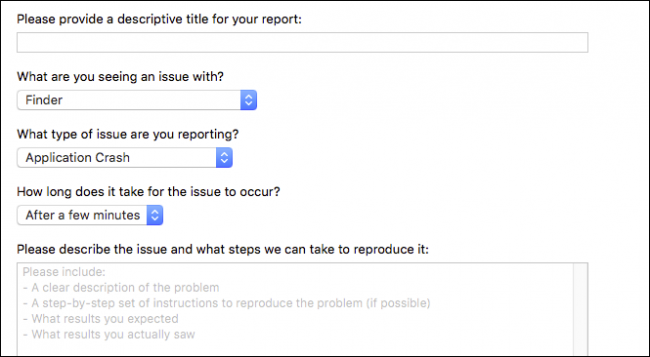 Please provide a descriptive title for your report:
What are you seeing an issue with?
Finder
What type of issue are you reporting?
Application Crash
How long does it take for the issue to occur?
After a few minutes
Please describe the issue and what steps we can take to reproduce it:
Please include:
- A clear description of the problem
- A step-by-step set of instructions to reproduce the problem (if possible)
- What results you expected
- What results you actually saw